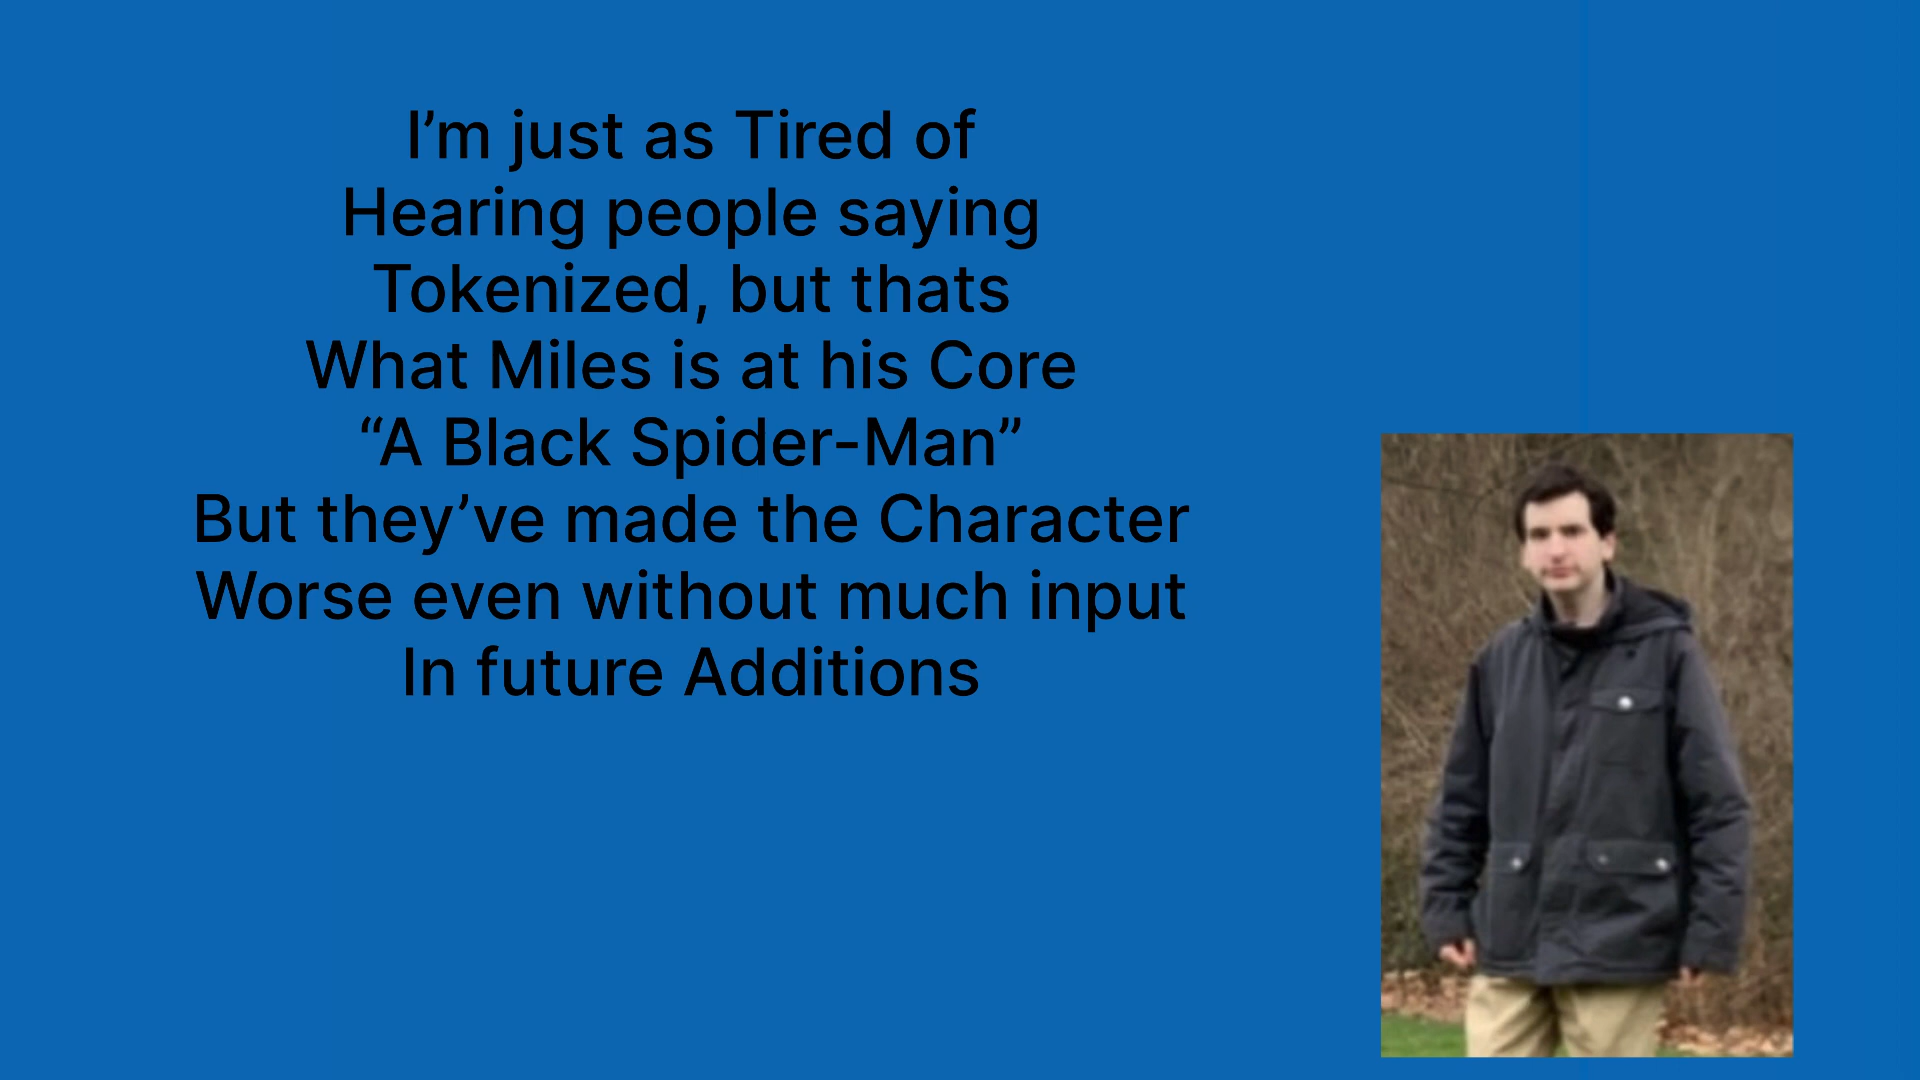 I’m just as Tired of
Hearing people saying
Tokenized, but thats
What Miles is at his Core
“A Black Spider-Man”
But they’ve made the Character
Worse even without much input
In future Additions